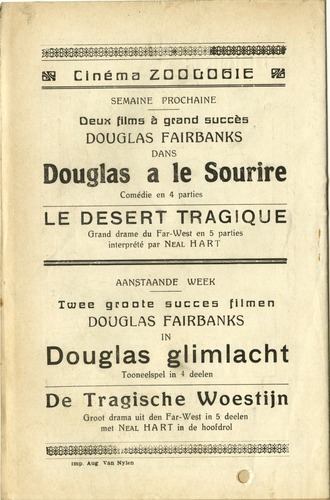 Cinéma ZOOLOGIE
SEMAINE PROCHAINE
Deux films à grand succès
DOUGLAS FAIRBANKS
DANS
Douglas a le Sourire
Comédie en 4 parties
LE DESERT TRAGIQUE
Grand drame du Far-West en 5 parties
interprété par NEAL HART
AANSTAANDE WEEK
Twee groote succes filmen
DOUGLAS FAIRBANKS
IN
Douglas glimlacht
Tooneelspel in 4 deelen
De Tragische Woestijn
Groot drama uit den Far-West in 5 deelen
met NEAL HART in de hoofdrol
Imp. Aug. Van Nylen